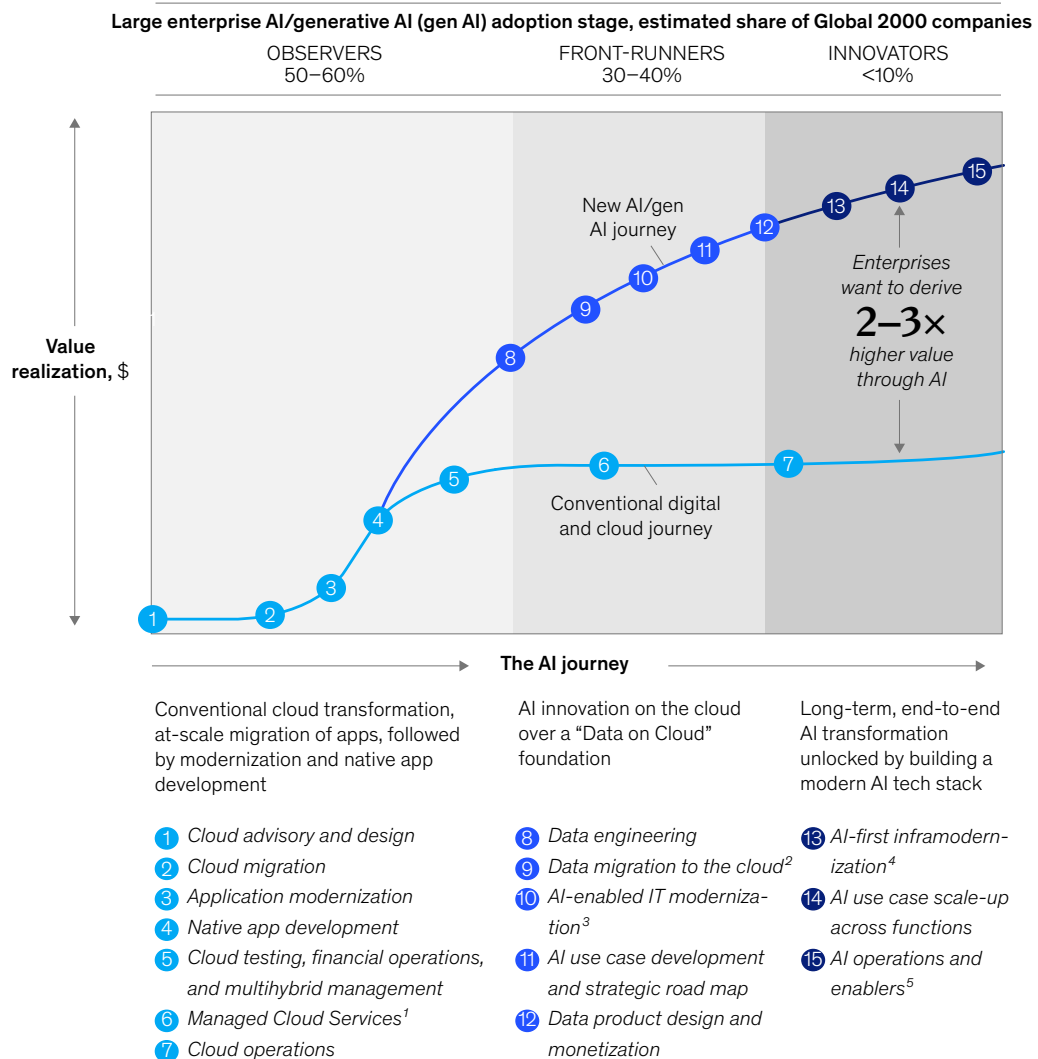 Large enterprise AI/generative AI (gen AI) adoption stage, estimated share of Global 2000 companies
OBSERVERS
50–60%
FRONT-RUNNERS
30–40%
INNOVATORS
<10%
Value
realization, $
New AI/gen
AI journey
Enterprises
want to derive
2–3×
higher value
through AI
Conventional digital
and cloud journey
1
2
3
4
5
6
7
8
9
10
11
12
13
14
15
The AI journey
Conventional cloud transformation,
at-scale migration of apps, followed
by modernization and native app
development
1 Cloud advisory and design
2 Cloud migration
3 Application modernization
4 Native app development
5 Cloud testing, financial operations,
and multihybrid management
6 Managed Cloud Services¹
7 Cloud operations
AI innovation on the cloud
over a “Data on Cloud”
foundation
8 Data engineering
9 Data migration to the cloud²
10 AI-enabled IT moderniza-
tion³
11 AI use case development
and strategic road map
12 Data product design and
monetization
Long-term, end-to-end
AI transformation
unlocked by building a
modern AI tech stack
13 AI-first inframodern-
ization⁴
14 AI use case scale-up
across functions
15 AI operations and
enablers⁵